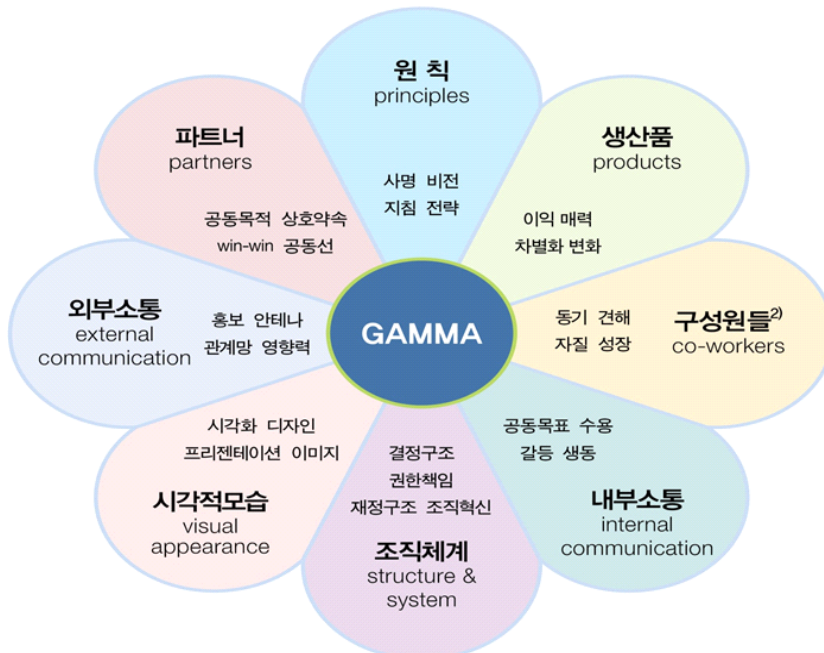 원 칙
principles
사명 비전
지침 전략
생산품
products
이익 매력
차별화 변화
구성원들2)
co-workers
동기 견해
자질 성장
내부소통
internal
communication
공동목표 수용
갈등 생동
조직체계
structure &
system
결정구조
권한책임
재정구조 조직혁신
시각적모습
visual
appearance
시각화 디자인
프리젠테이션 이미지
외부소통
external
communication
홍보 안테나
관계망 영향력
파트너
partners
공동목적 상호약속
win-win 공동선
GAMMA